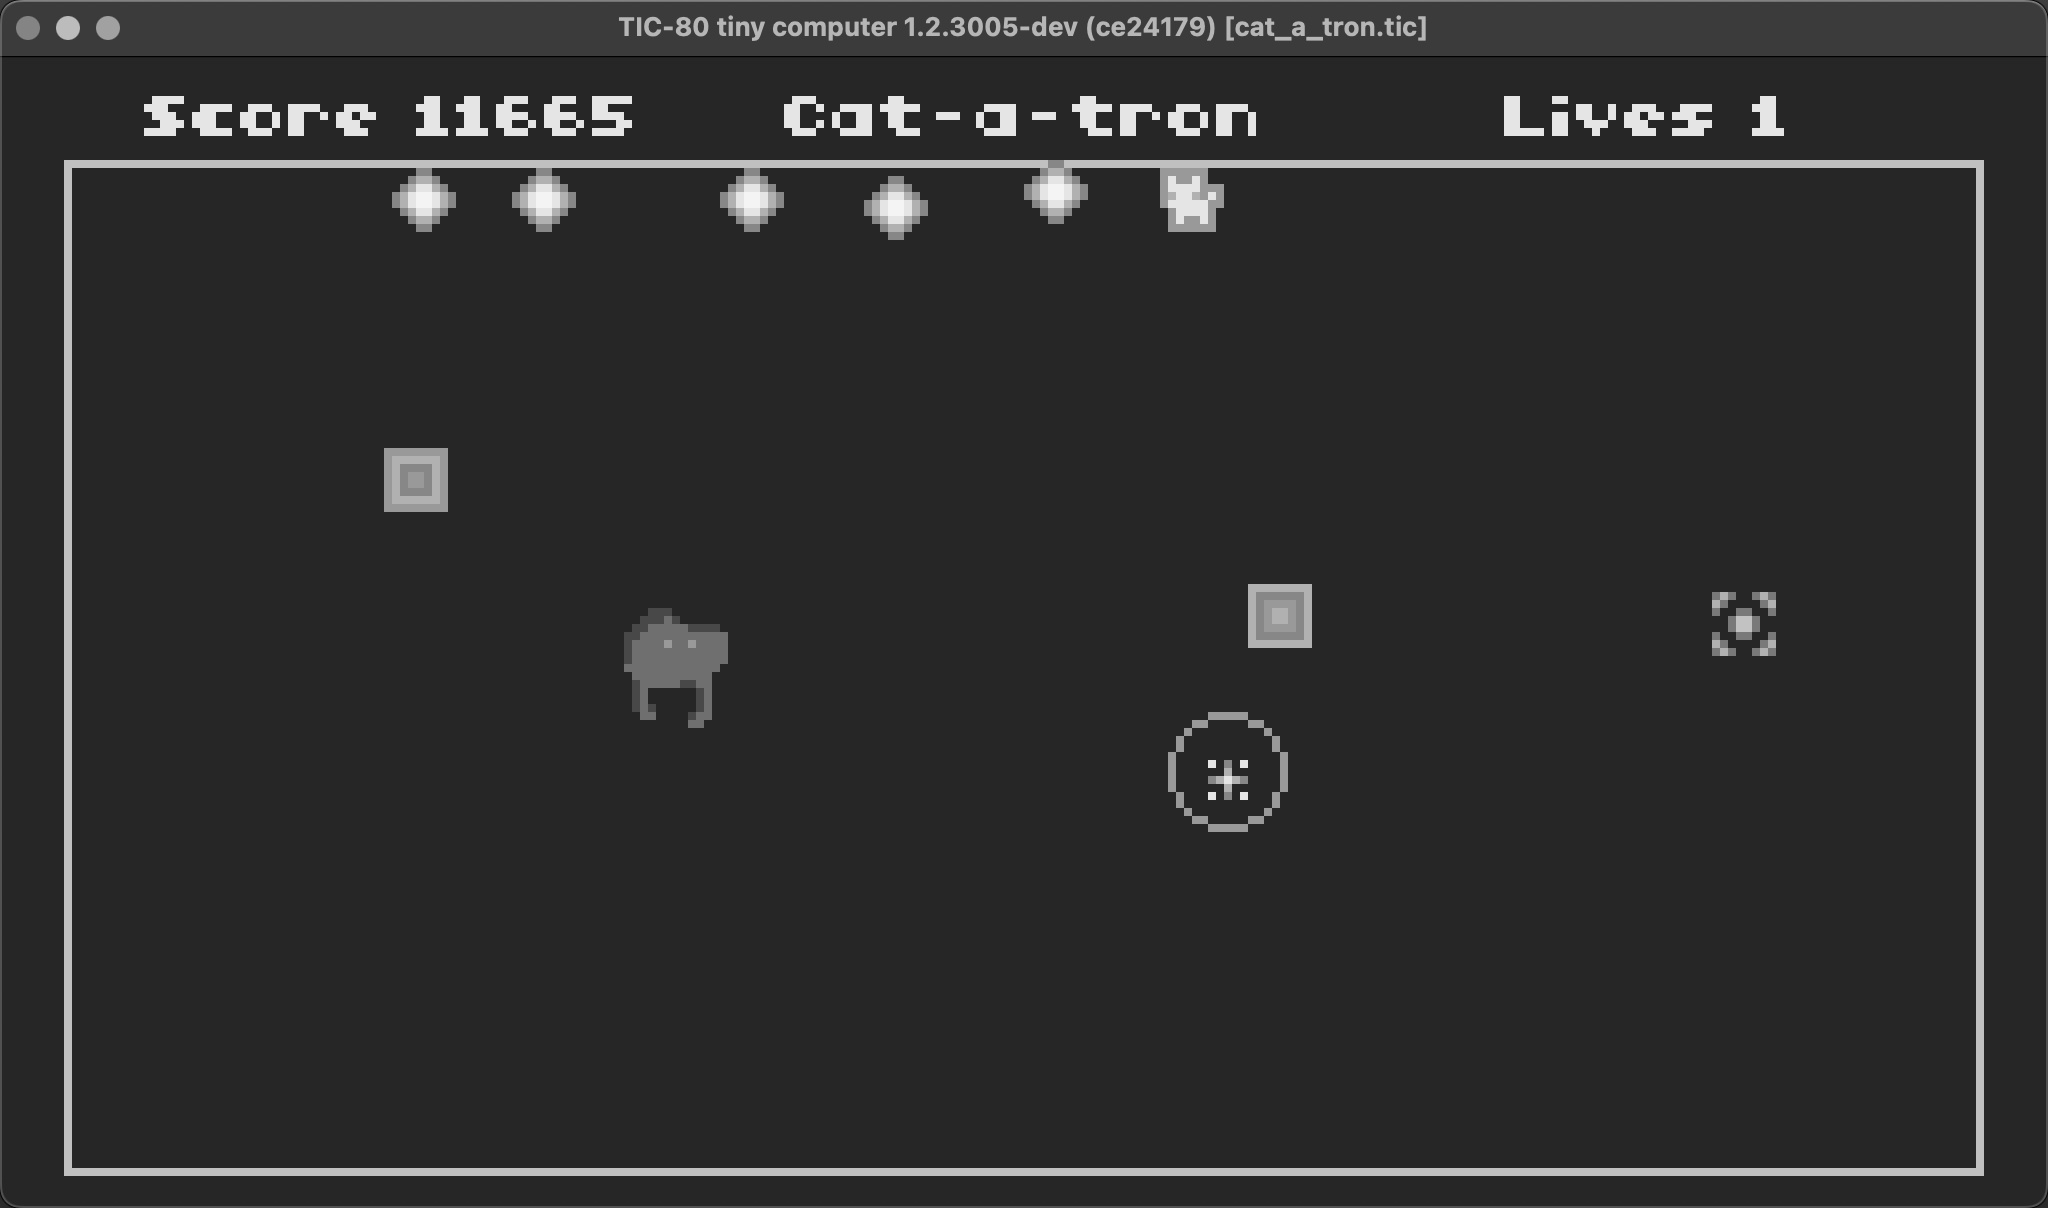 TIC-80 tiny computer 1.2.3005-dev (ce24179) [cat_a_tron.tic]
Score 11665 Cat-a-tron Lives 1